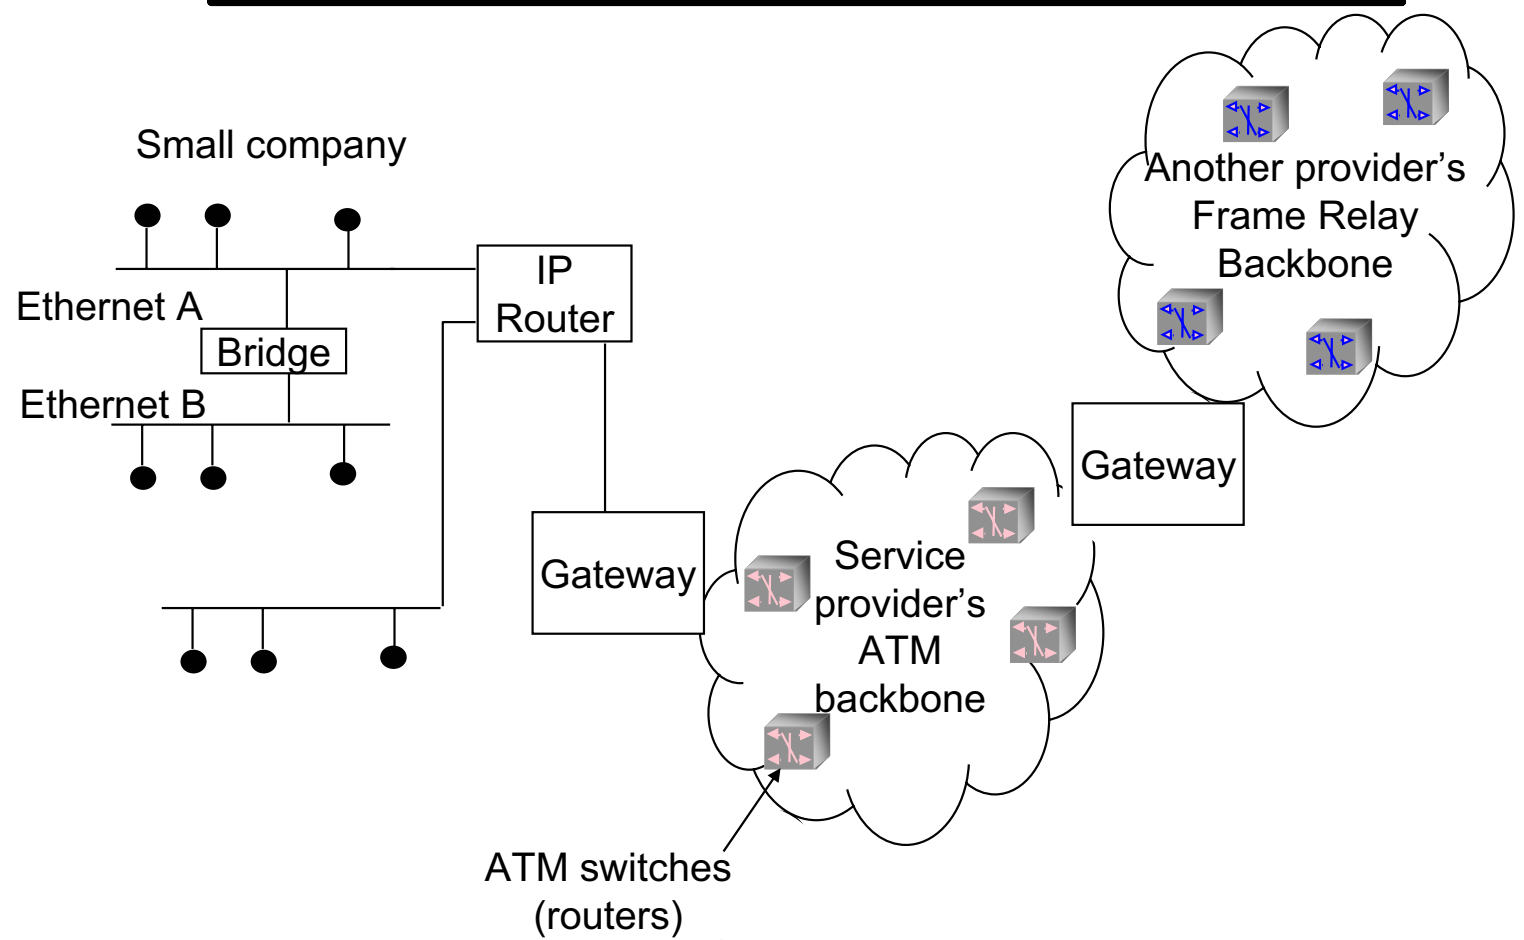 Small company
Ethernet A
Bridge
Ethernet B
IP
Router
Gateway
Service
provider’s
ATM
backbone
ATM switches
(routers)
Gateway
Another provider’s
Frame Relay
Backbone